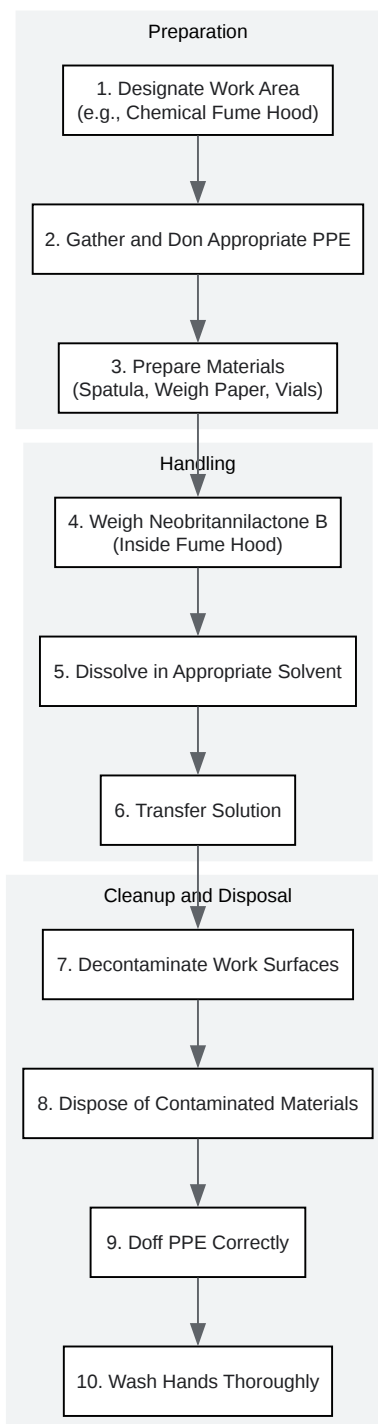 Preparation
1. Designate Work Area
(e.g., Chemical Fume Hood)
2. Gather and Don Appropriate PPE
3. Prepare Materials
(Spatula, Weigh Paper, Vials)
Handling
4. Weigh Neobritannilactone B
(Inside Fume Hood)
5. Dissolve in Appropriate Solvent
6. Transfer Solution
Cleanup and Disposal
7. Decontaminate Work Surfaces
8. Dispose of Contaminated Materials
9. Doff PPE Correctly
10. Wash Hands Thoroughly